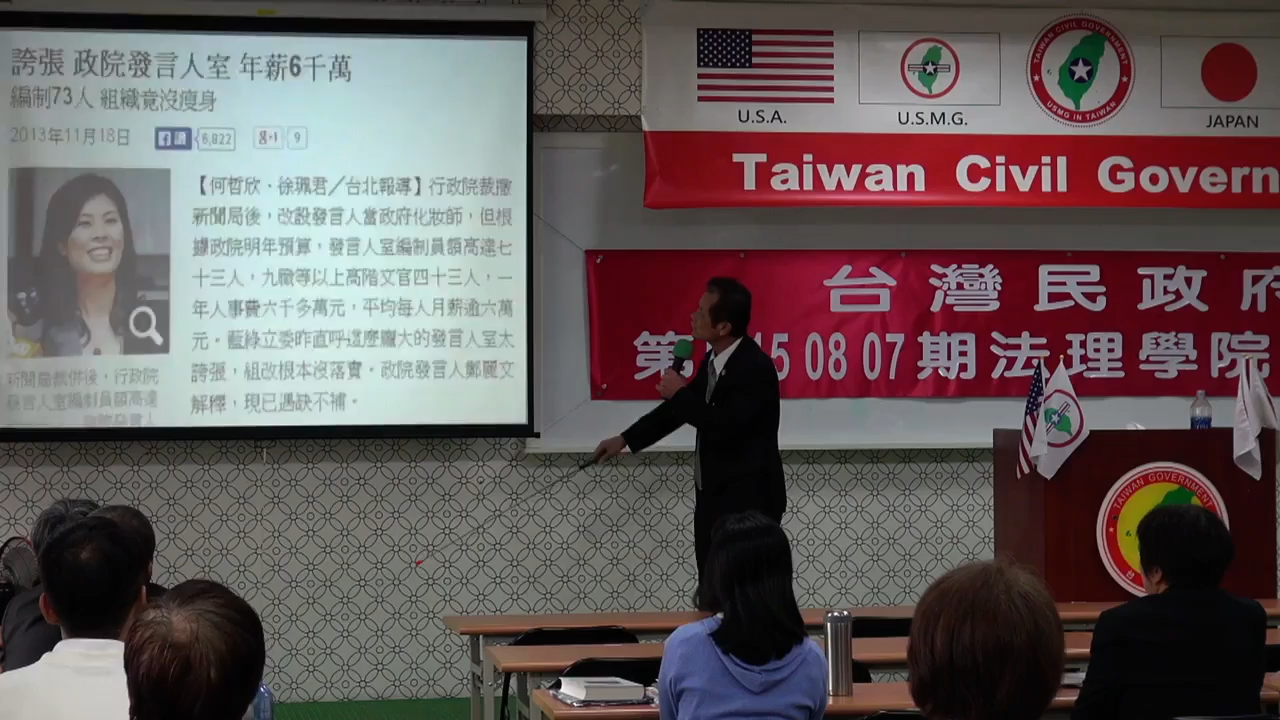 誇張 政院發言人室 年薪6千萬
編制73人 組織竟沒瘦身
2013年11月18日
讚
6,822
g+1
9
【何哲欣．徐珮君／台北報導】行政院裁撤
新聞局後，改設發言人當政府化妝師，但根
據政院明年預算，發言人室編制員額高達七
十三人，九職等以上高階文官四十三人，一
年人事費六千多萬元，平均每人月薪逾六萬
元。藍綠立委昨直呼這麼龐大的發言人室太
誇張，組改根本沒落實。政院發言人鄭麗文
解釋，現已遇缺不補。
新聞局裁併後，行政院
發言人室編制員額高達
U.S.A.
U.S.M.G.
TAIWAN CIVIL GOVERNMENT
USMG IN TAIWAN
JAPAN
Taiwan Civil Govern
台灣民政府
第 15 08 07 期法理學院
TAIWAN GOVERNMENT